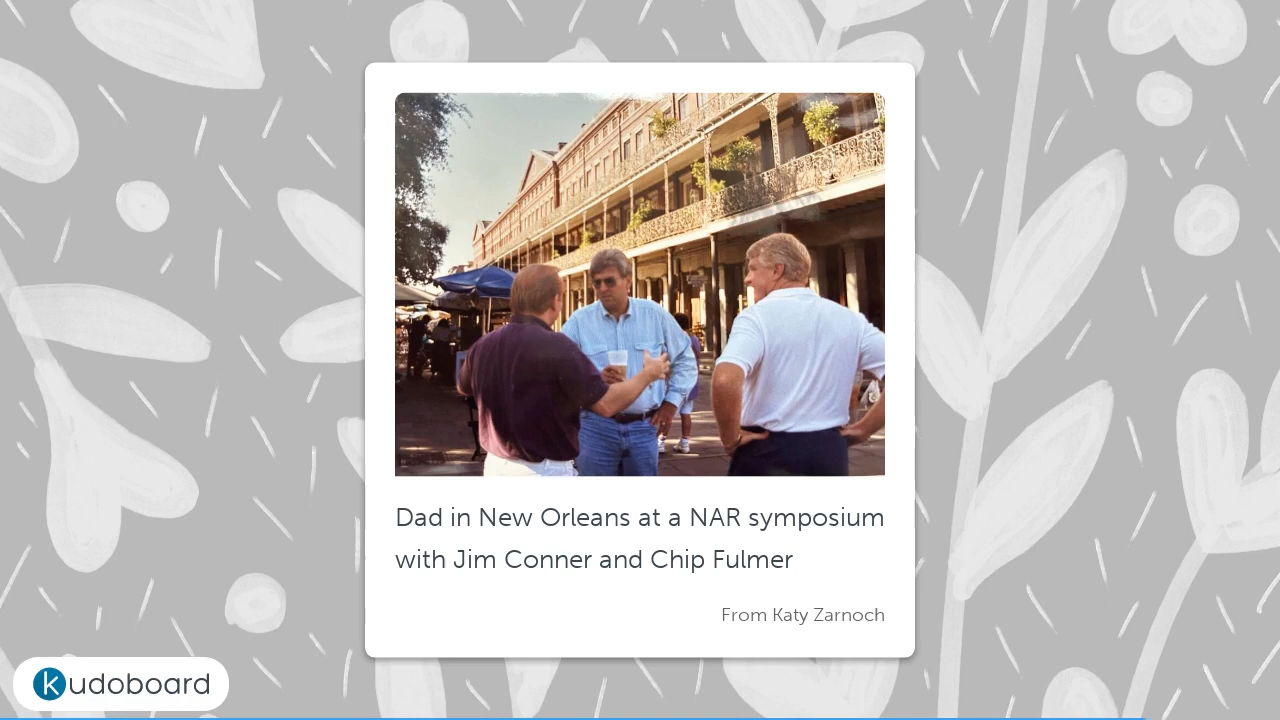 Dad in New Orleans at a NAR symposium
with Jim Conner and Chip Fulmer
From Katy Zarnoch
kudoboard